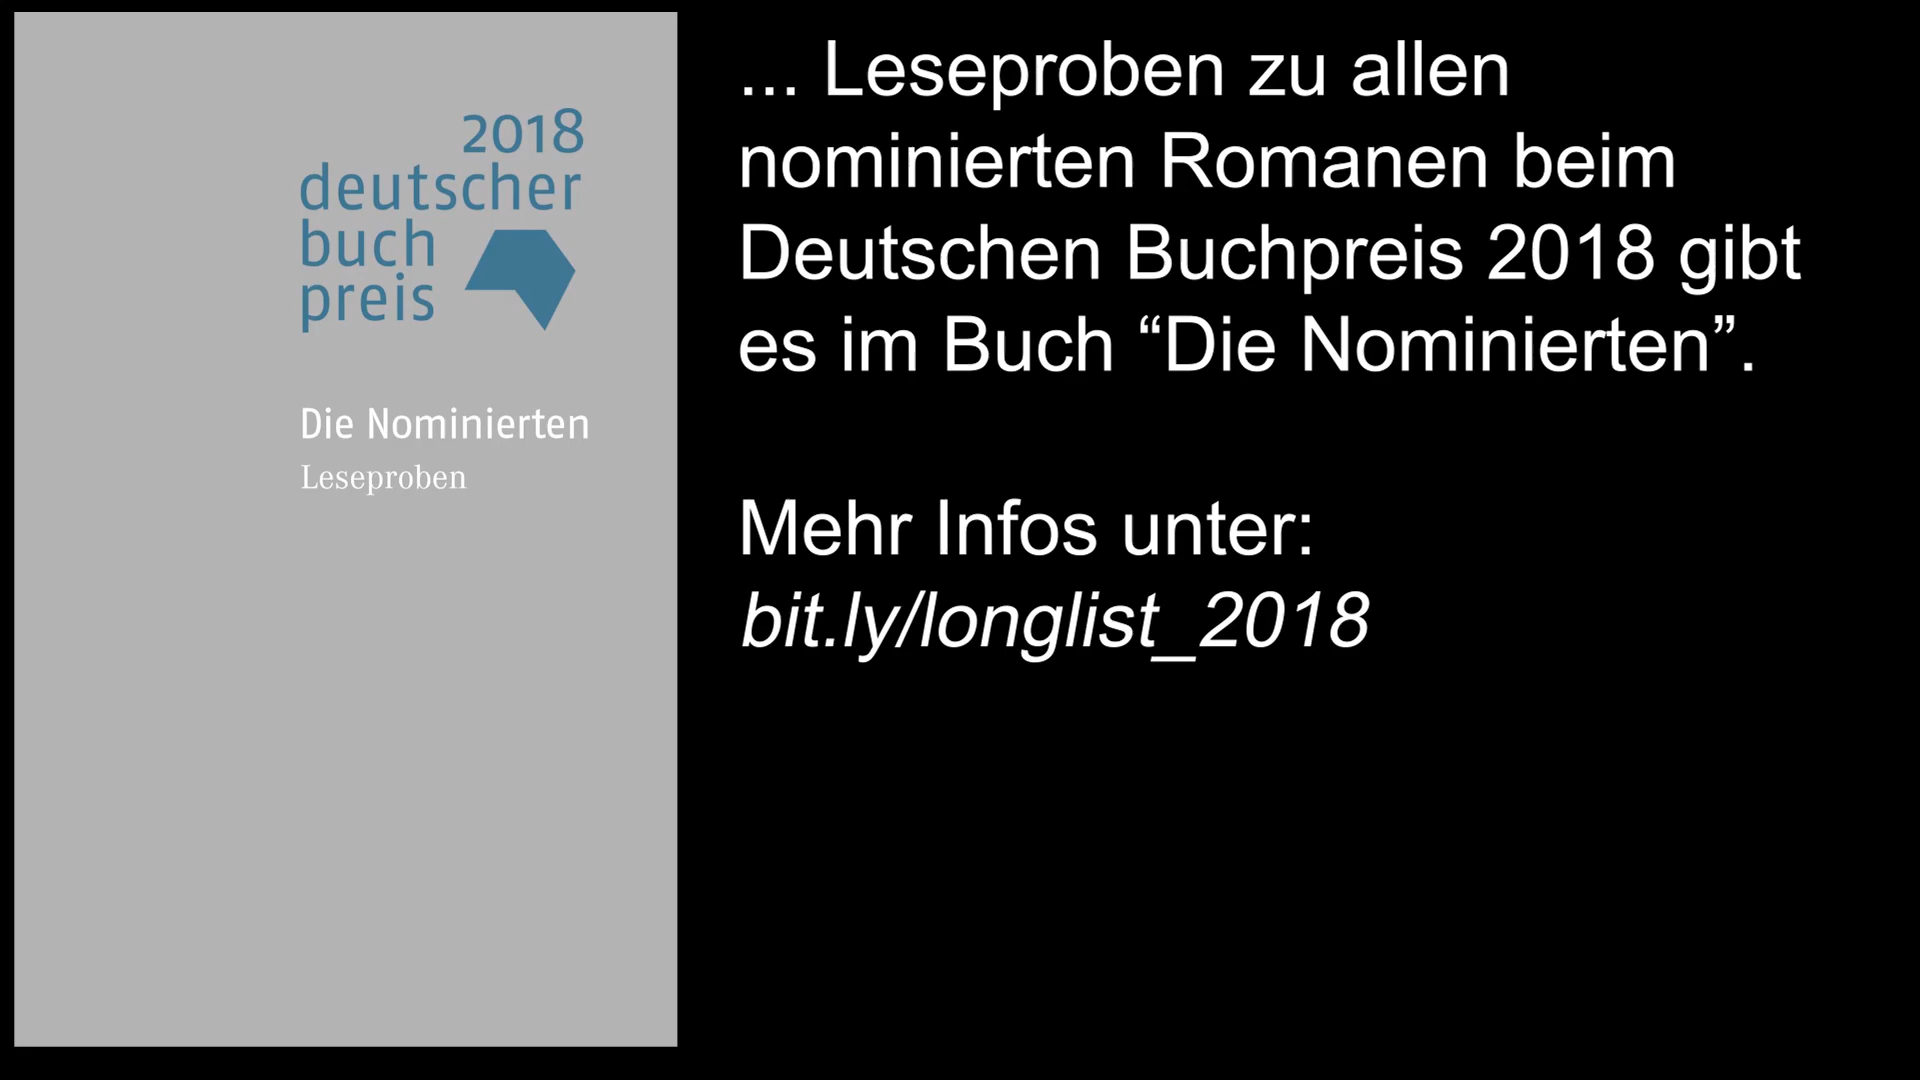 2018
deutscher
buch
preis
Die Nominierten
Leseproben
... Leseproben zu allen
nominierten Romanen beim
Deutschen Buchpreis 2018 gibt
es im Buch “Die Nominierten”.
Mehr Infos unter:
bit.ly/longlist_2018